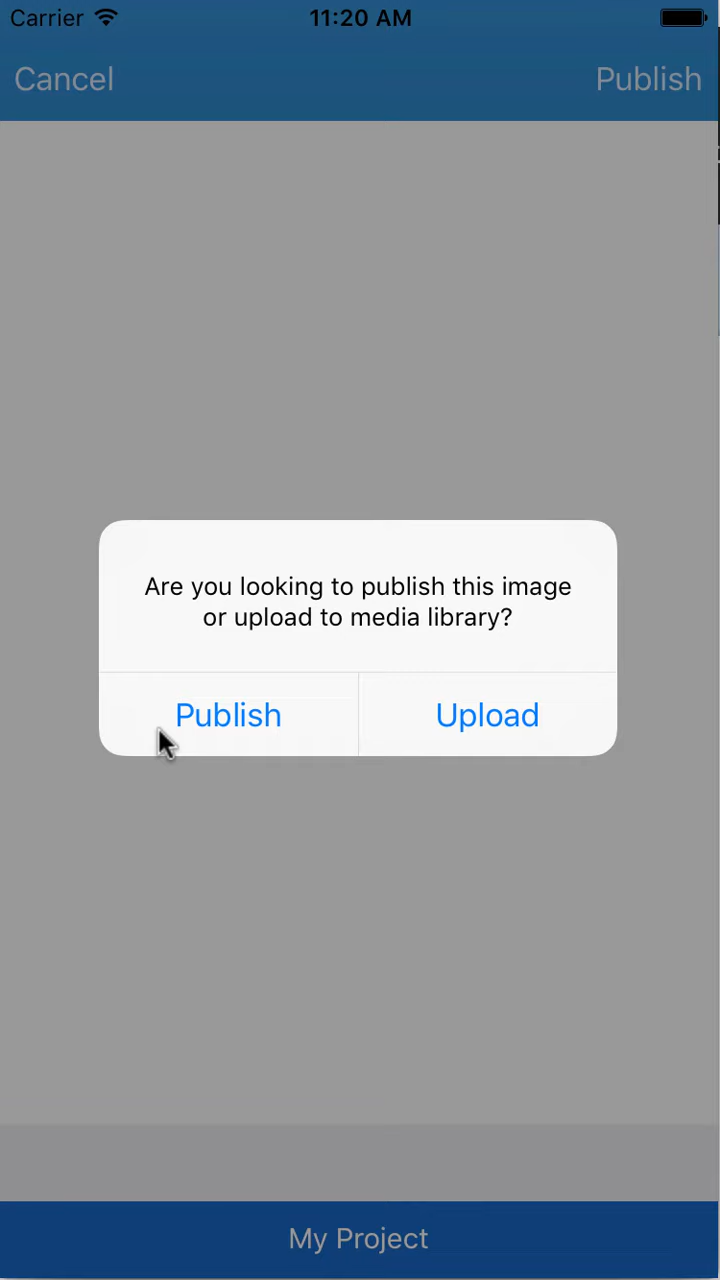 Carrier
11:20 AM
Cancel
Publish
Are you looking to publish this image
or upload to media library?
Publish
Upload
My Project